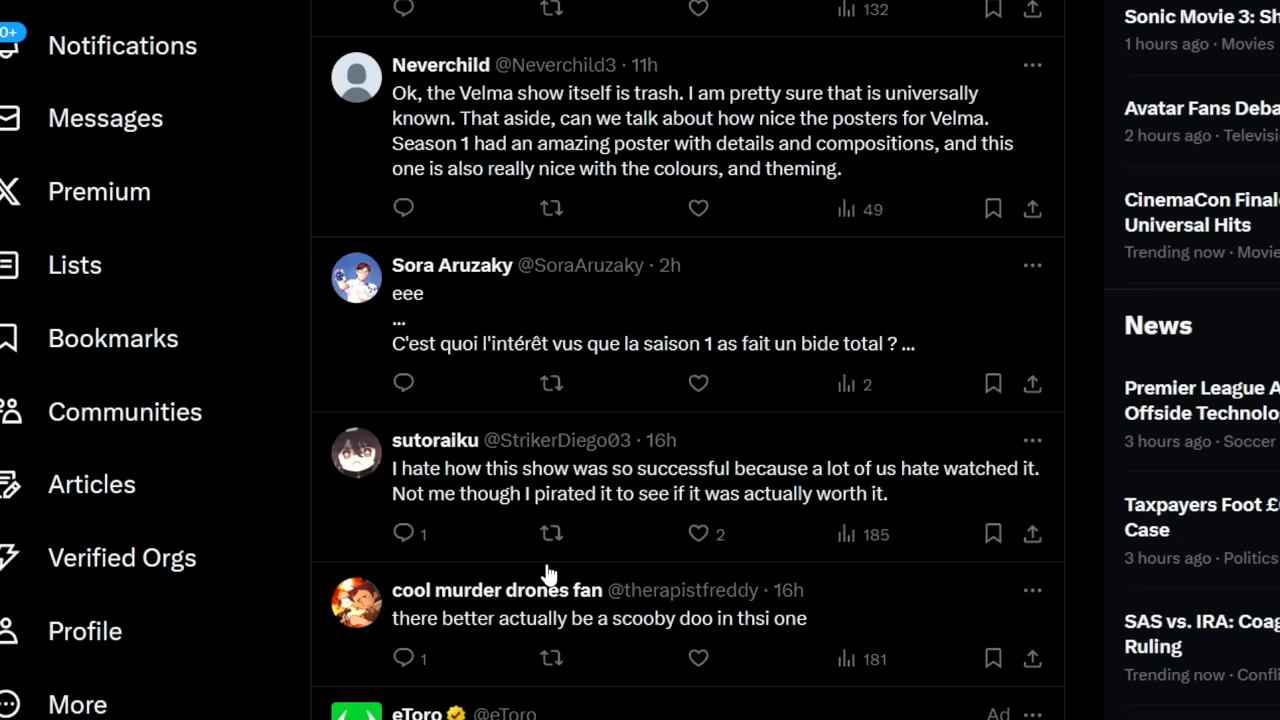 0+
Notifications
Messages
Premium
Lists
Bookmarks
Communities
Articles
Verified Orgs
Profile
More
132
Neverchild @Neverchild3 · 11h
Ok, the Velma show itself is trash. I am pretty sure that is universally
known. That aside, can we talk about how nice the posters for Velma.
Season 1 had an amazing poster with details and compositions, and this
one is also really nice with the colours, and theming.
49
Sora Aruzaky @SoraAruzaky · 2h
eee
...
C'est quoi l'intérêt vus que la saison 1 as fait un bide total ? ...
2
sutoraiku @StrikerDiego03 · 16h
I hate how this show was so successful because a lot of us hate watched it.
Not me though I pirated it to see if it was actually worth it.
1 2 185
cool murder drones fan @therapistfreddy · 16h
there better actually be a scooby doo in thsi one
1 181
eToro @eToro Ad
Sonic Movie 3: Sh
1 hours ago · Movies
Avatar Fans Deba
2 hours ago · Televisi
CinemaCon Final
Universal Hits
Trending now · Movie
News
Premier League A
Offside Technolo
3 hours ago · Soccer
Taxpayers Foot £
Case
3 hours ago · Politics
SAS vs. IRA: Coag
Ruling
Trending now · Confli